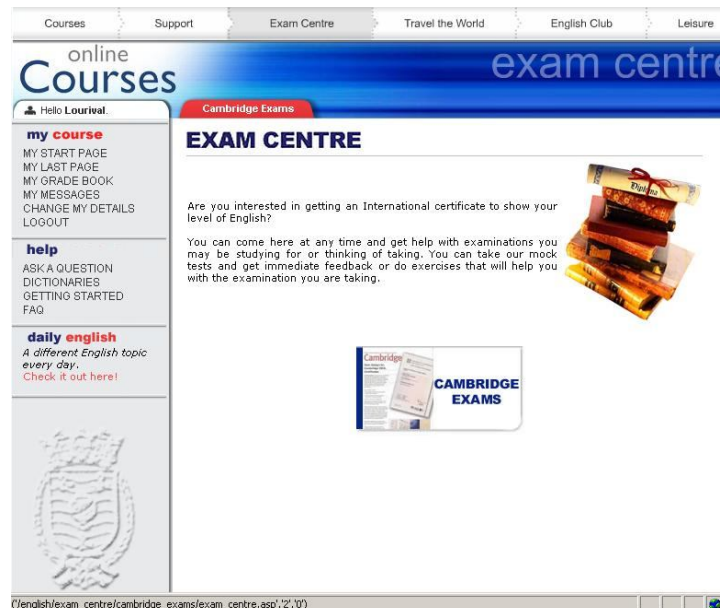 Courses
Support
Exam Centre
Travel the World
English Club
Leisure
online
Courses
exam centre
Hello Lourival.
Cambridge Exams
my course
MY START PAGE
MY LAST PAGE
MY GRADE BOOK
MY MESSAGES
CHANGE MY DETAILS
LOGOUT
help
ASK A QUESTION
DICTIONARIES
GETTING STARTED
FAQ
daily english
A different English topic
every day.
Check it out here!
EXAM CENTRE
Are you interested in getting an International certificate to show your
level of English?
You can come here at any time and get help with examinations you
may be studying for or thinking of taking. You can take our mock
tests and get immediate feedback or do exercises that will help you
with the examination you are taking.
Diploma
Cambridge
CAMBRIDGE
EXAMS
('/english/exam_centre/cambridge_exams/exam_centre.asp','2','0')